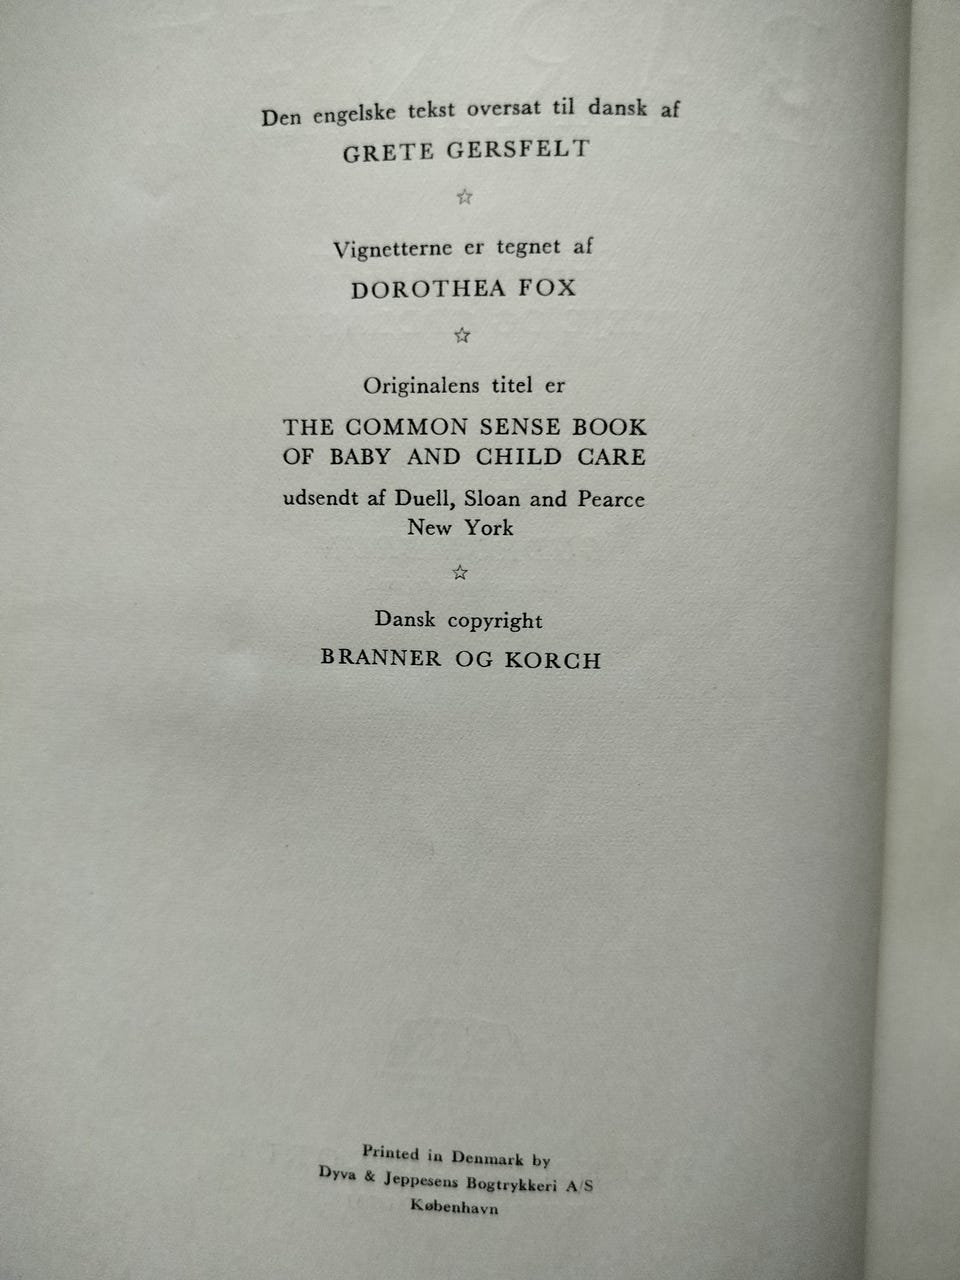 Den engelske tekst oversat til dansk af
GRETE GERSFELT
☆
Vignetterne er tegnet af
DOROTHEA FOX
☆
Originalens titel er
THE COMMON SENSE BOOK
OF BABY AND CHILD CARE
udsendt af Duell, Sloan and Pearce
New York
☆
Dansk copyright
BRANNER OG KORCH
Printed in Denmark by
Dyva & Jeppesens Bogtrykkeri A/S
København